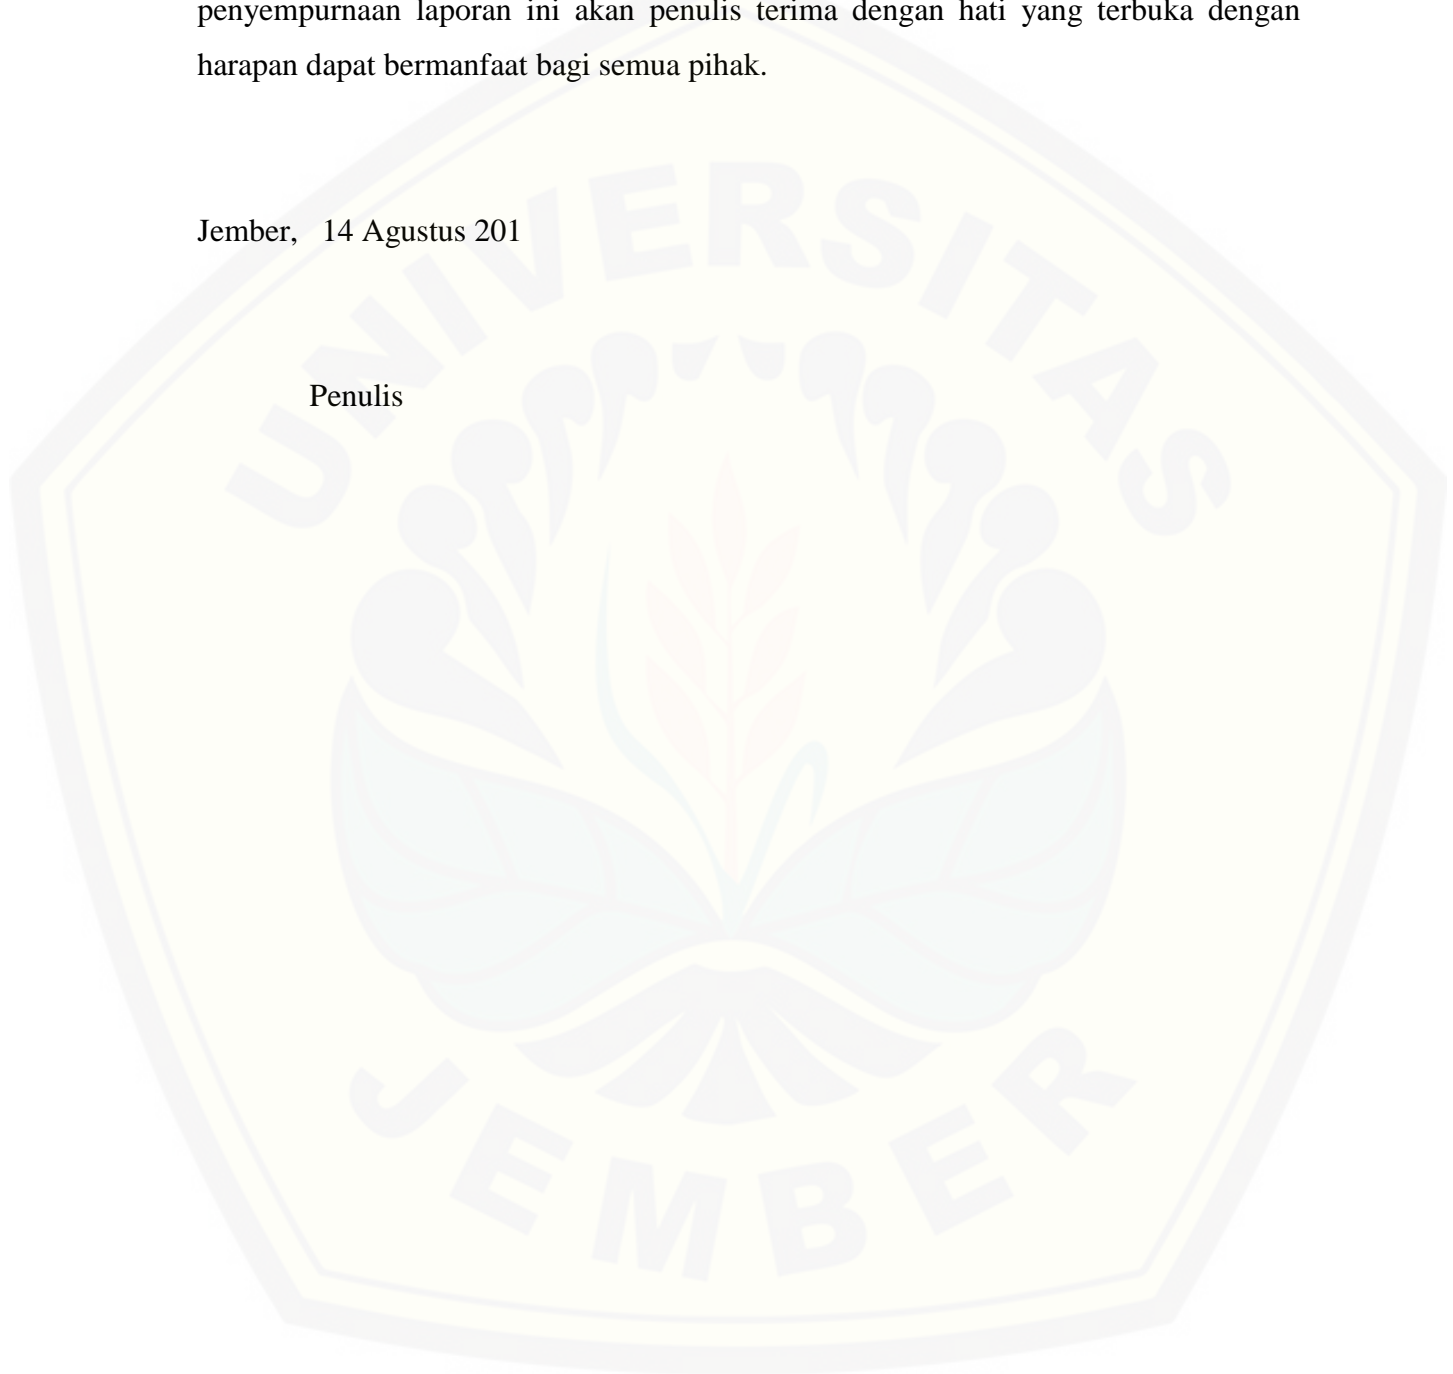 penyempurnaan laporan ini akan penulis terima dengan hati yang terbuka dengan
harapan dapat bermanfaat bagi semua pihak.
Jember, 14 Agustus 201
Penulis
UNIVERSITAS
JEMBER